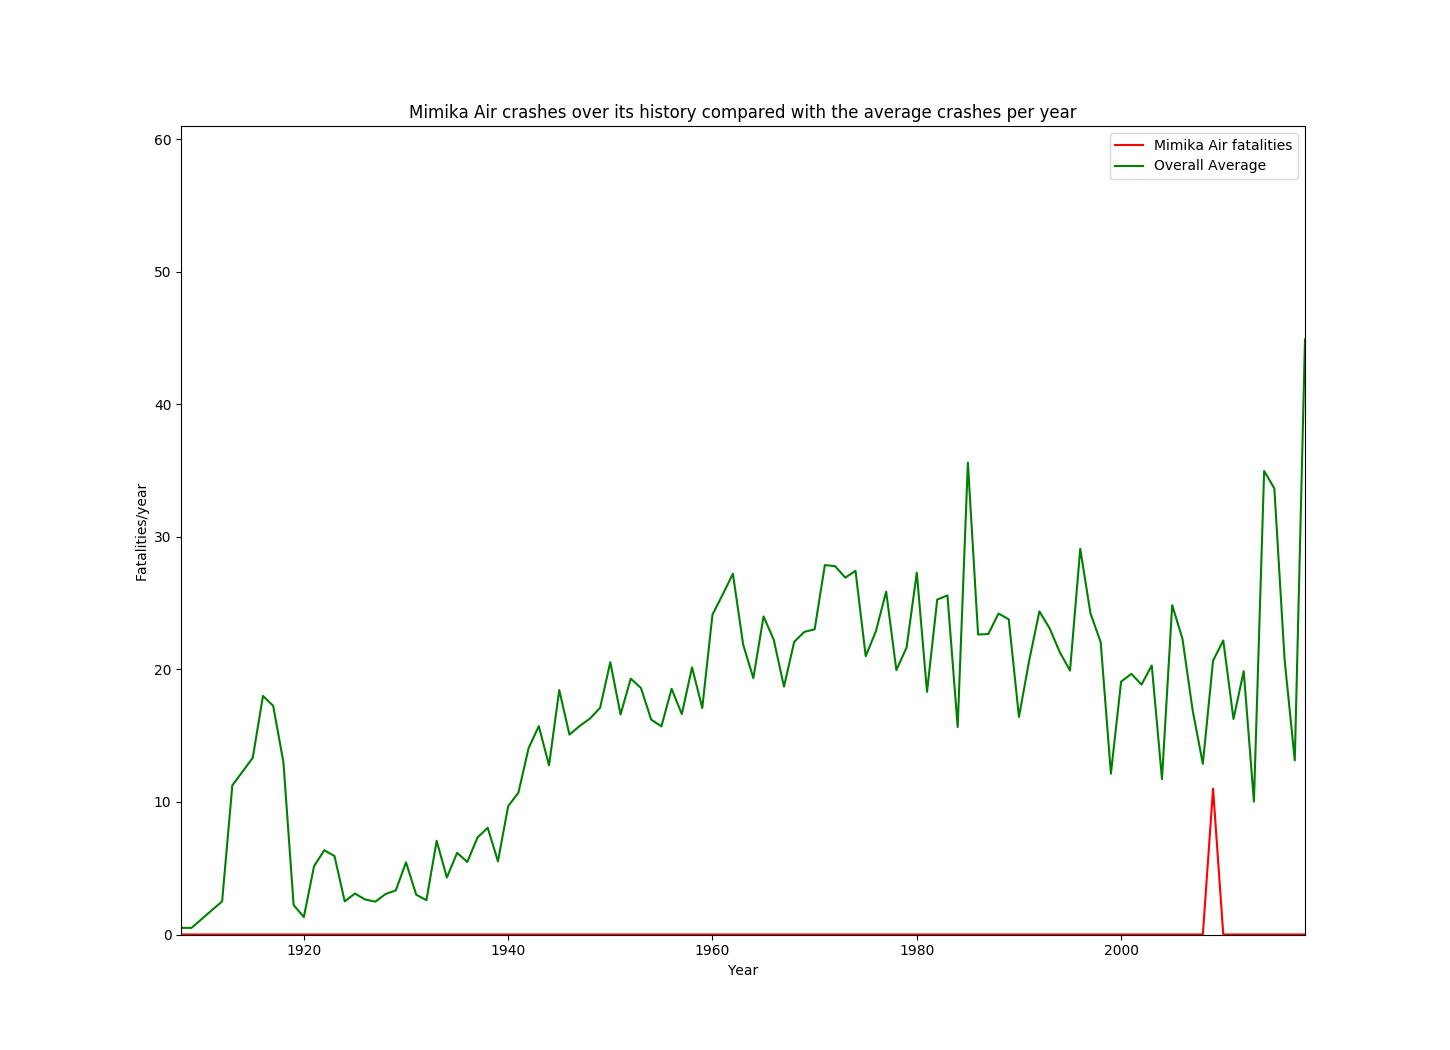 Mimika Air crashes over its history compared with the average crashes per year
Mimika Air fatalities
Overall Average
60
50
40
30
20
10
0
Fatalities/year
1920 1940 1960 1980 2000
Year